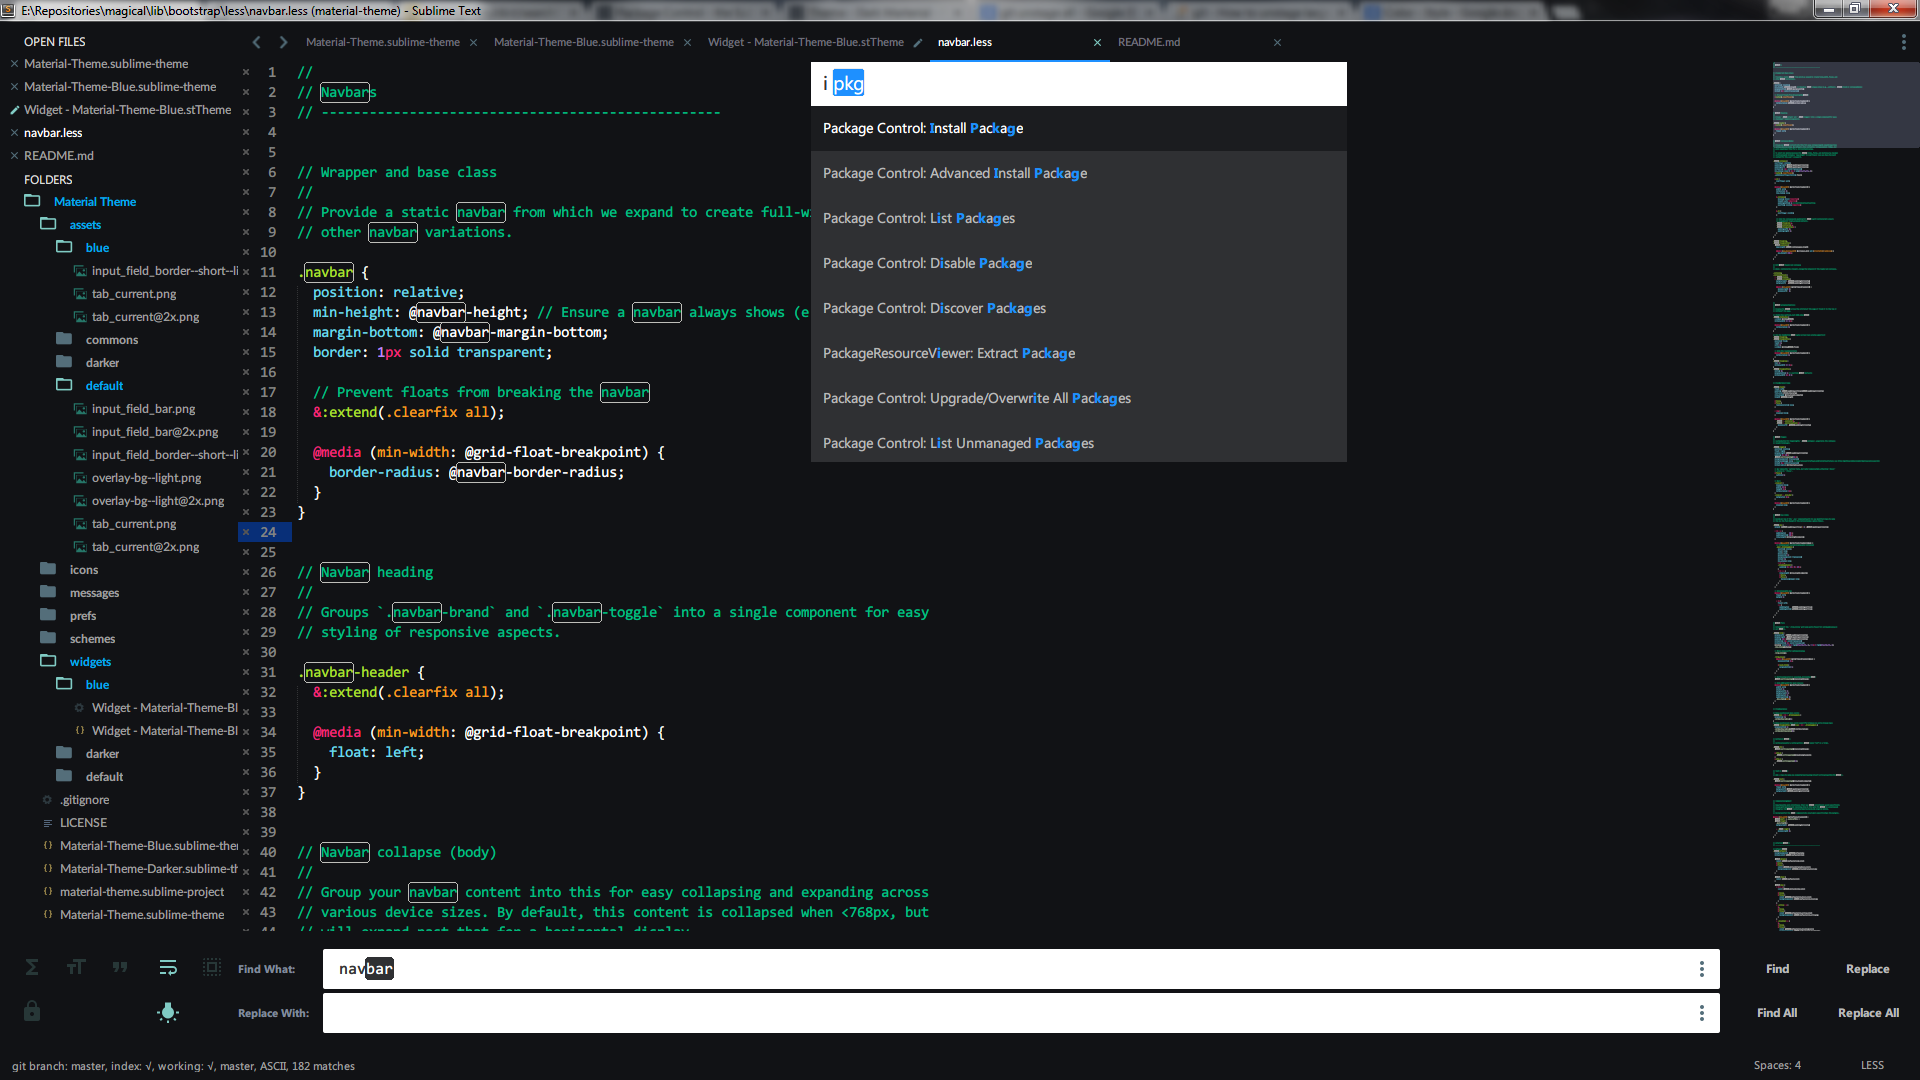 E:\Repositories\magical\lib\bootstrap\less\navbar.less (material-theme) - Sublime Text
OPEN FILES
Material-Theme.sublime-theme
Material-Theme-Blue.sublime-theme
Widget - Material-Theme-Blue.stTheme
navbar.less
README.md
FOLDERS
Material Theme
assets
blue
input_field_border--short--li
tab_current.png
tab_current@2x.png
commons
darker
default
input_field_bar.png
input_field_bar@2x.png
input_field_border--short--li
overlay-bg--light.png
overlay-bg--light@2x.png
tab_current.png
tab_current@2x.png
icons
messages
prefs
schemes
widgets
blue
Widget - Material-Theme-Bl
Widget - Material-Theme-Bl
darker
default
.gitignore
LICENSE
Material-Theme-Blue.sublime-the
Material-Theme-Darker.sublime-th
material-theme.sublime-project
Material-Theme.sublime-theme
Material-Theme.sublime-theme
Material-Theme-Blue.sublime-theme
Widget - Material-Theme-Blue.stTheme
navbar.less
README.md
1 //
2 // Navbars
3 // --------------------------------------------------
4
5
6 // Wrapper and base class
7 //
8 // Provide a static navbar from which we expand to create full-w
9 // other navbar variations.
10
11 .navbar {
12 position: relative;
13 min-height: @navbar-height; // Ensure a navbar always shows (e
14 margin-bottom: @navbar-margin-bottom;
15 border: 1px solid transparent;
16
17 // Prevent floats from breaking the navbar
18 &:extend(.clearfix all);
19
20 @media (min-width: @grid-float-breakpoint) {
21 border-radius: @navbar-border-radius;
22 }
23 }
24
25
26 // Navbar heading
27 //
28 // Groups `.navbar-brand` and `.navbar-toggle` into a single component for easy
29 // styling of responsive aspects.
30
31 .navbar-header {
32 &:extend(.clearfix all);
33
34 @media (min-width: @grid-float-breakpoint) {
35 float: left;
36 }
37 }
38
39
40 // Navbar collapse (body)
41 //
42 // Group your navbar content into this for easy collapsing and expanding across
43 // various device sizes. By default, this content is collapsed when <768px, but
44 // will expand past that for a horizontal display.
i pkg
Package Control: Install Package
Package Control: Advanced Install Package
Package Control: List Packages
Package Control: Disable Package
Package Control: Discover Packages
PackageResourceViewer: Extract Package
Package Control: Upgrade/Overwrite All Packages
Package Control: List Unmanaged Packages
Find What: navbar
Find Replace
Replace With:
Find All Replace All
git branch: master, index: √, working: √, master, ASCII, 182 matches
Spaces: 4 LESS